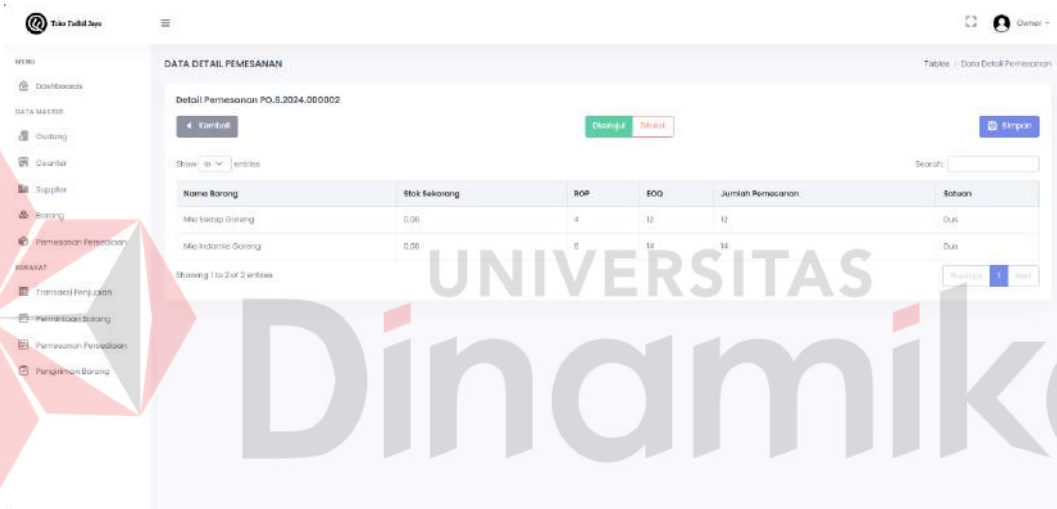 Toko Fadhil Jaya
Owner
MENU
Dashboards
DATA MASTER
Gudang
Counter
Supplier
Barang
Pemesanan Persediaan
RIWAYAT
Transaksi Penjualan
Permintaan Barang
Pemesanan Persediaan
Pengiriman Barang
DATA DETAIL PEMESANAN
Tables / Data Detail Pemesanan
Detail Pemesanan PO.8.2024.000002
Kembali
Disetujui Ditolak
Simpan
Show 10 entries
Search:
Nama Barang Stok Sekarang ROP EOQ Jumlah Pemesanan Satuan
Mie Sedap Goreng 0.00 4 12 12 Dus
Mie Indomie Goreng 0.00 14 14 Dus
Showing 1 to 2 of 2 entries
Previous 1 Next
UNIVERSITAS
Dinamika